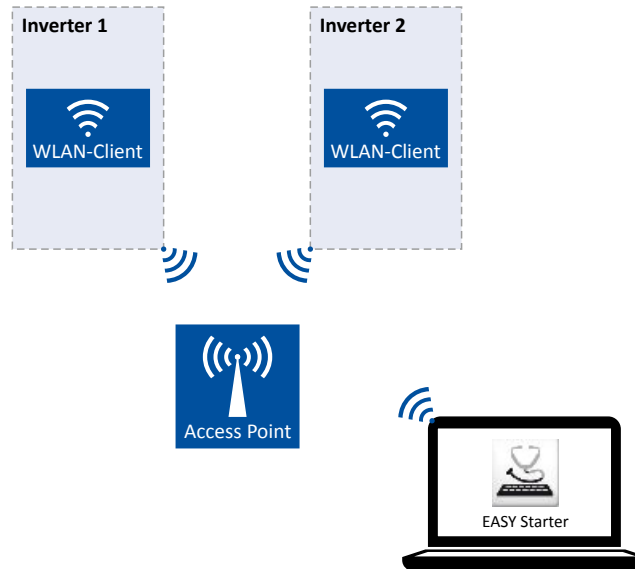 Inverter 1
Inverter 2
WLAN-Client
WLAN-Client
Access Point
EASY Starter